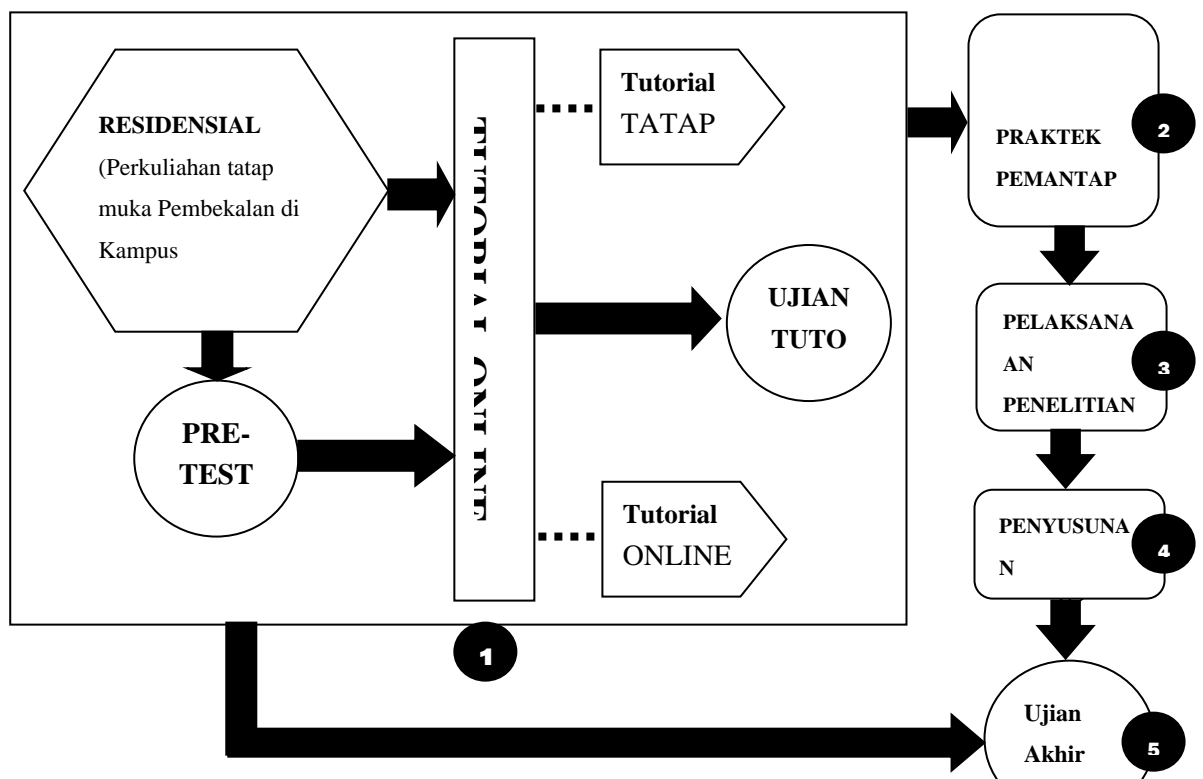 RESIDENSIAL
(Perkuliahan tatap
muka Pembekalan di
Kampus
PRE-
TEST
TUTORIAL ONLINE
Tutorial
TATAP
UJIAN
TUTO
Tutorial
ONLINE
1
PRAKTEK
PEMANTAP
2
PELAKSANA
AN
PENELITIAN
3
PENYUSUNA
N
4
Ujian
Akhir
5